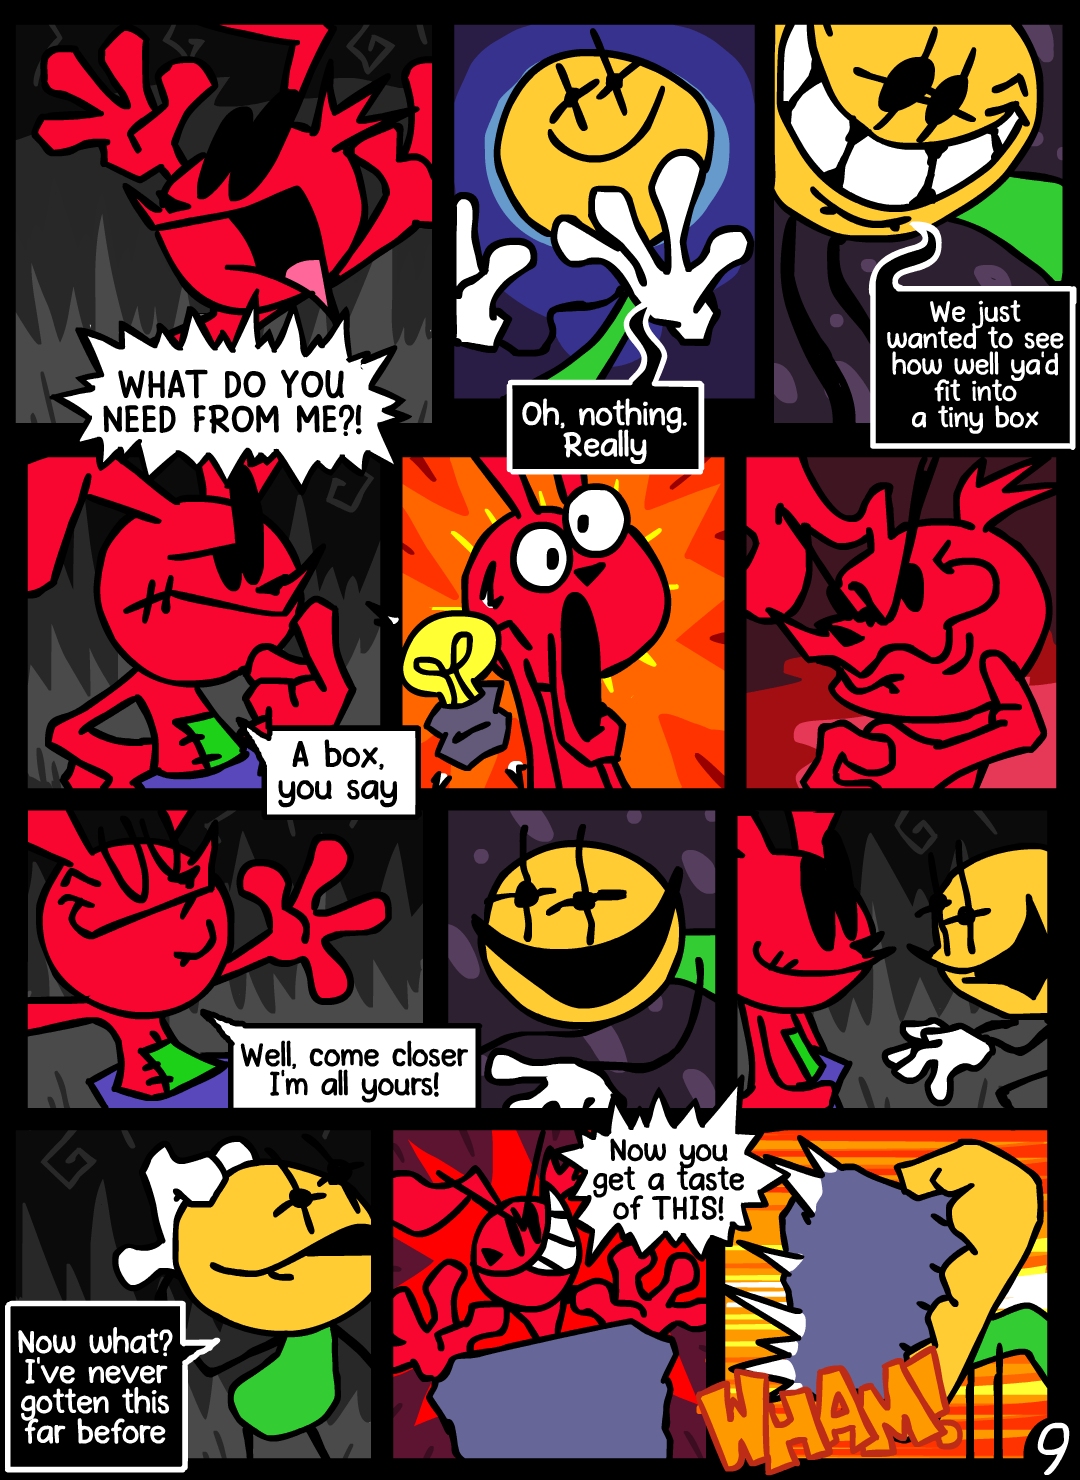 WHAT DO YOU
NEED FROM ME?!
Oh, nothing.
Really
We just
wanted to see
how well ya'd
fit into
a tiny box
A box,
you say
Well, come closer
I'm all yours!
Now what?
I've never
gotten this
far before
Now you
get a taste
of THIS!
WHAM!
9